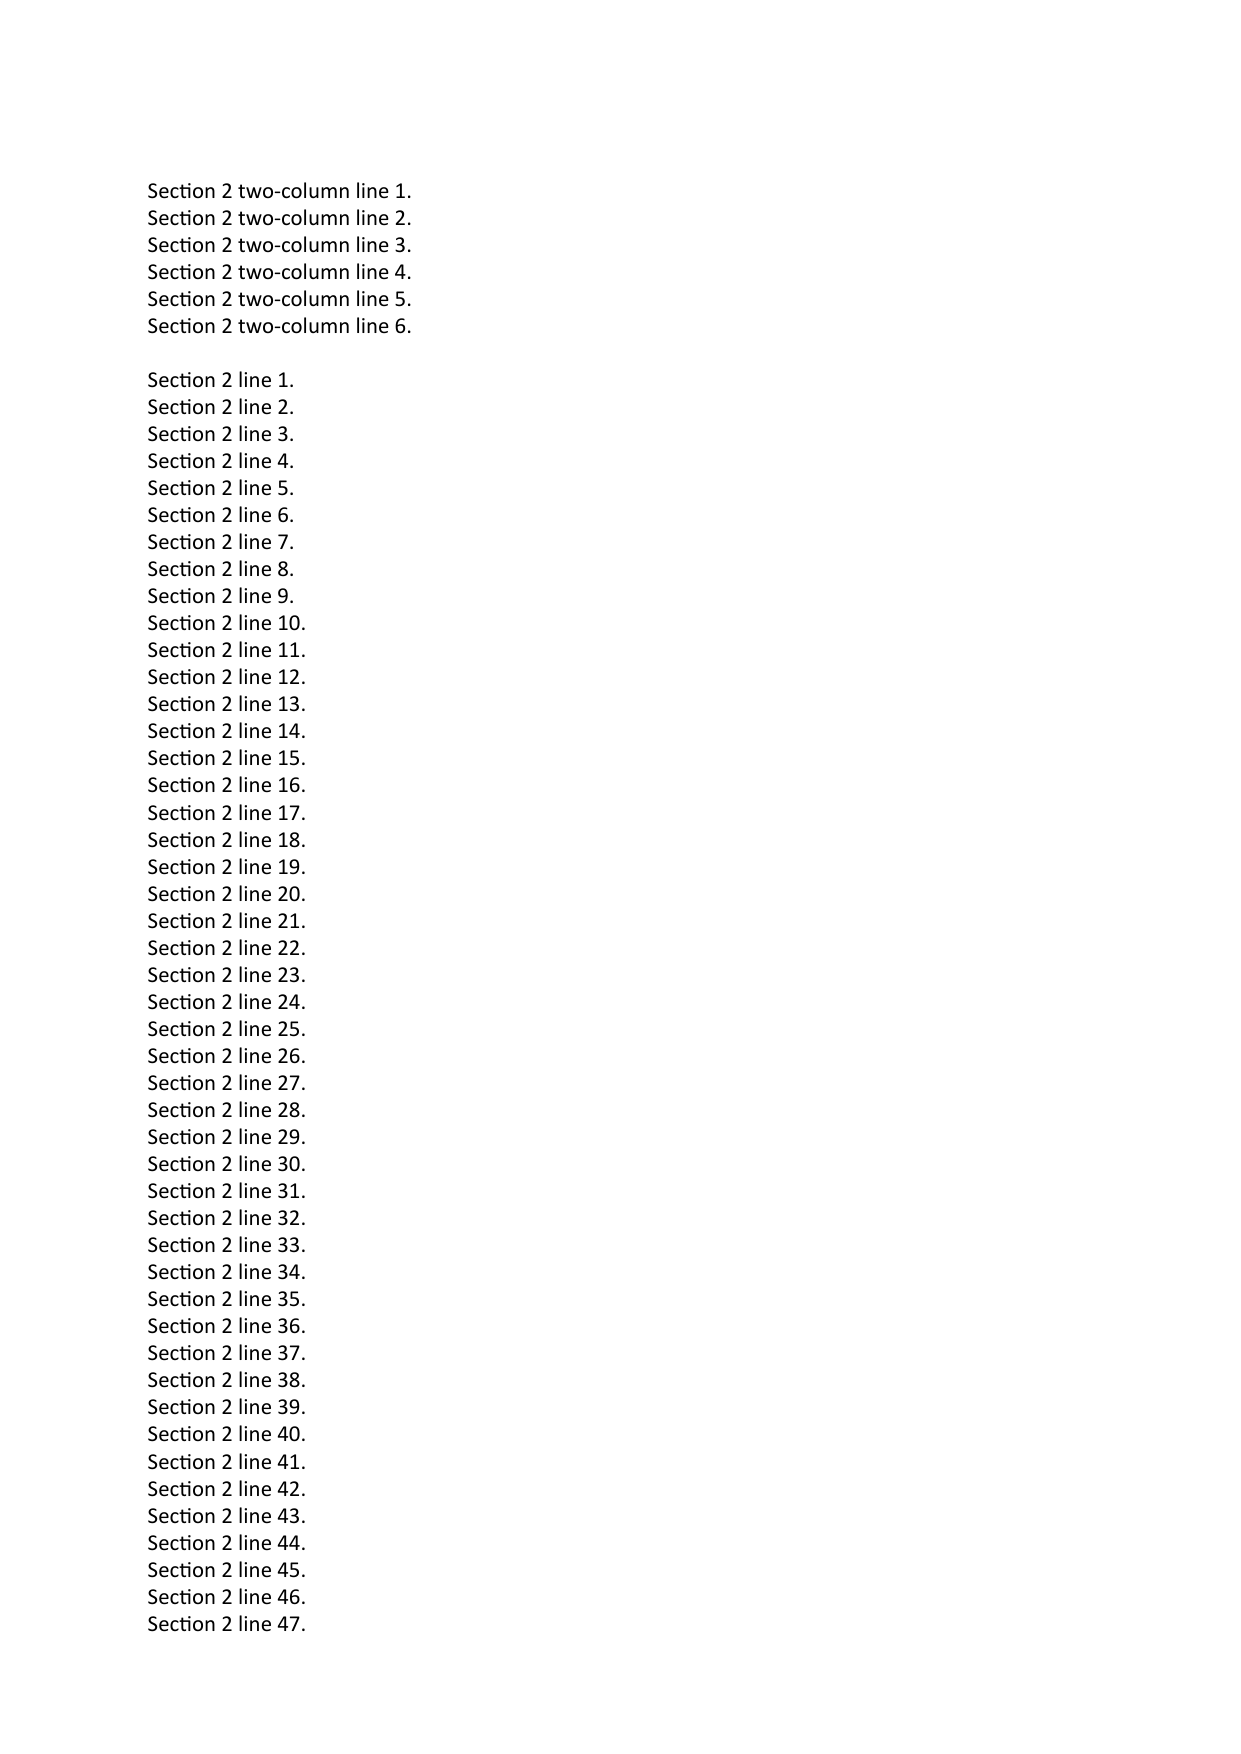 Section 2 two-column line 1.
Section 2 two-column line 2.
Section 2 two-column line 3.
Section 2 two-column line 4.
Section 2 two-column line 5.
Section 2 two-column line 6.
Section 2 line 1.
Section 2 line 2.
Section 2 line 3.
Section 2 line 4.
Section 2 line 5.
Section 2 line 6.
Section 2 line 7.
Section 2 line 8.
Section 2 line 9.
Section 2 line 10.
Section 2 line 11.
Section 2 line 12.
Section 2 line 13.
Section 2 line 14.
Section 2 line 15.
Section 2 line 16.
Section 2 line 17.
Section 2 line 18.
Section 2 line 19.
Section 2 line 20.
Section 2 line 21.
Section 2 line 22.
Section 2 line 23.
Section 2 line 24.
Section 2 line 25.
Section 2 line 26.
Section 2 line 27.
Section 2 line 28.
Section 2 line 29.
Section 2 line 30.
Section 2 line 31.
Section 2 line 32.
Section 2 line 33.
Section 2 line 34.
Section 2 line 35.
Section 2 line 36.
Section 2 line 37.
Section 2 line 38.
Section 2 line 39.
Section 2 line 40.
Section 2 line 41.
Section 2 line 42.
Section 2 line 43.
Section 2 line 44.
Section 2 line 45.
Section 2 line 46.
Section 2 line 47.